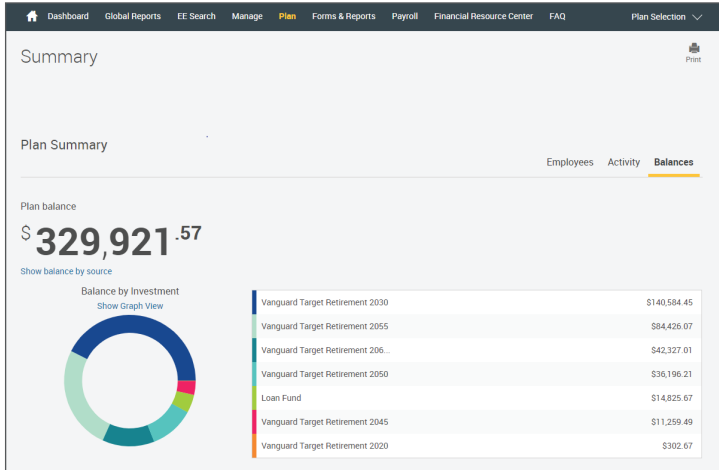 Dashboard Global Reports EE Search Manage Plan Forms & Reports Payroll Financial Resource Center FAQ Plan Selection
Summary
Print
Plan Summary
Employees Activity Balances
Plan balance
$329,921.57
Show balance by source
Balance by Investment
Show Graph View
Vanguard Target Retirement 2030 $140,584.45
Vanguard Target Retirement 2055 $84,426.07
Vanguard Target Retirement 206... $42,327.01
Vanguard Target Retirement 2050 $36,196.21
Loan Fund $14,825.67
Vanguard Target Retirement 2045 $11,259.49
Vanguard Target Retirement 2020 $302.67